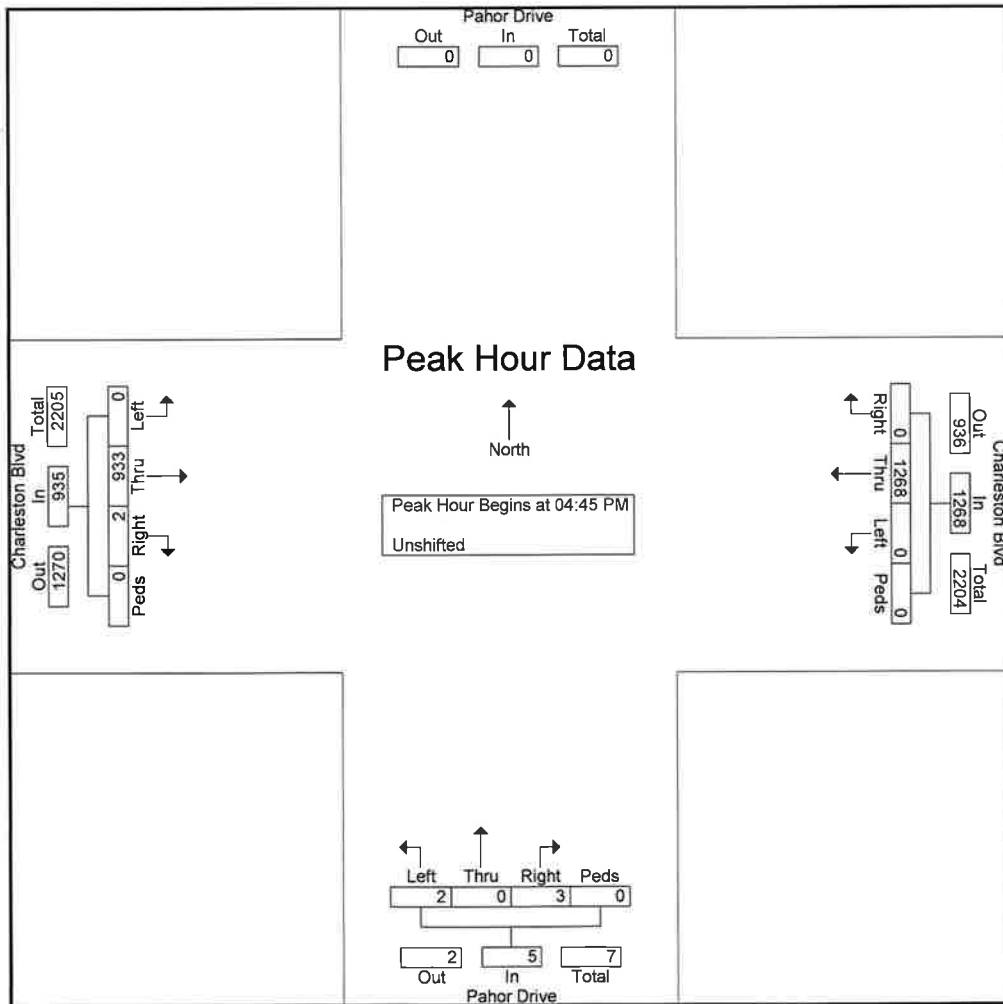 Pahor Drive
Out In Total
0 0 0
Peak Hour Data
North
Peak Hour Begins at 04:45 PM
Unshifted
Charleston Blvd
Total In Out
2205 935 1270
0 933 2 0
Left Thru Right Peds
Right Thru Left Peds
0 1268 0 0
Out In Total
936 1268 2204
Charleston Blvd
Left Thru Right Peds
2 0 3 0
2 5 7
Out In Total
Pahor Drive